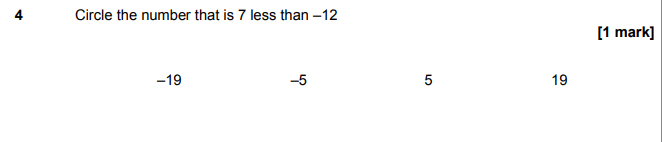 4 Circle the number that is 7 less than –12
[1 mark]
–19 –5 5 19